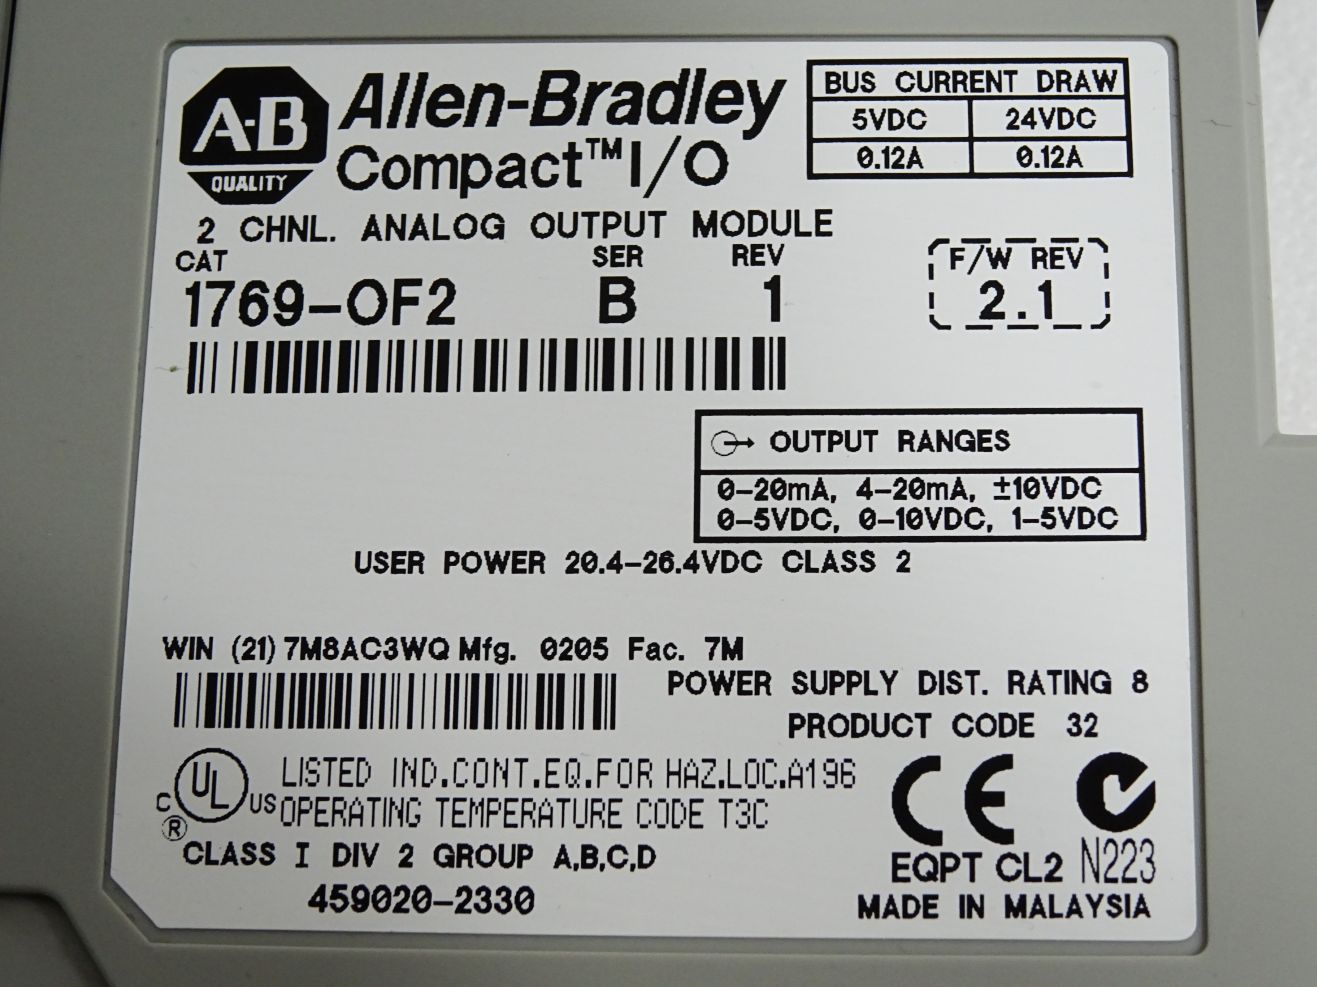 A-B
QUALITY
Allen-Bradley
Compact™ I/O
BUS CURRENT DRAW
5VDC 24VDC
0.12A 0.12A
2 CHNL. ANALOG OUTPUT MODULE
CAT SER REV
1769-OF2 B 1
F/W REV
2.1
OUTPUT RANGES
0-20mA, 4-20mA, ±10VDC
0-5VDC, 0-10VDC, 1-5VDC
USER POWER 20.4-26.4VDC CLASS 2
WIN (21) 7M8AC3WQ Mfg. 0205 Fac. 7M
POWER SUPPLY DIST. RATING 8
PRODUCT CODE 32
C UL US LISTED IND.CONT.EQ.FOR HAZ.LOC.A196
® OPERATING TEMPERATURE CODE T3C
CLASS I DIV 2 GROUP A,B,C,D
459020-2330
CE
EQPT CL2 N223
MADE IN MALAYSIA